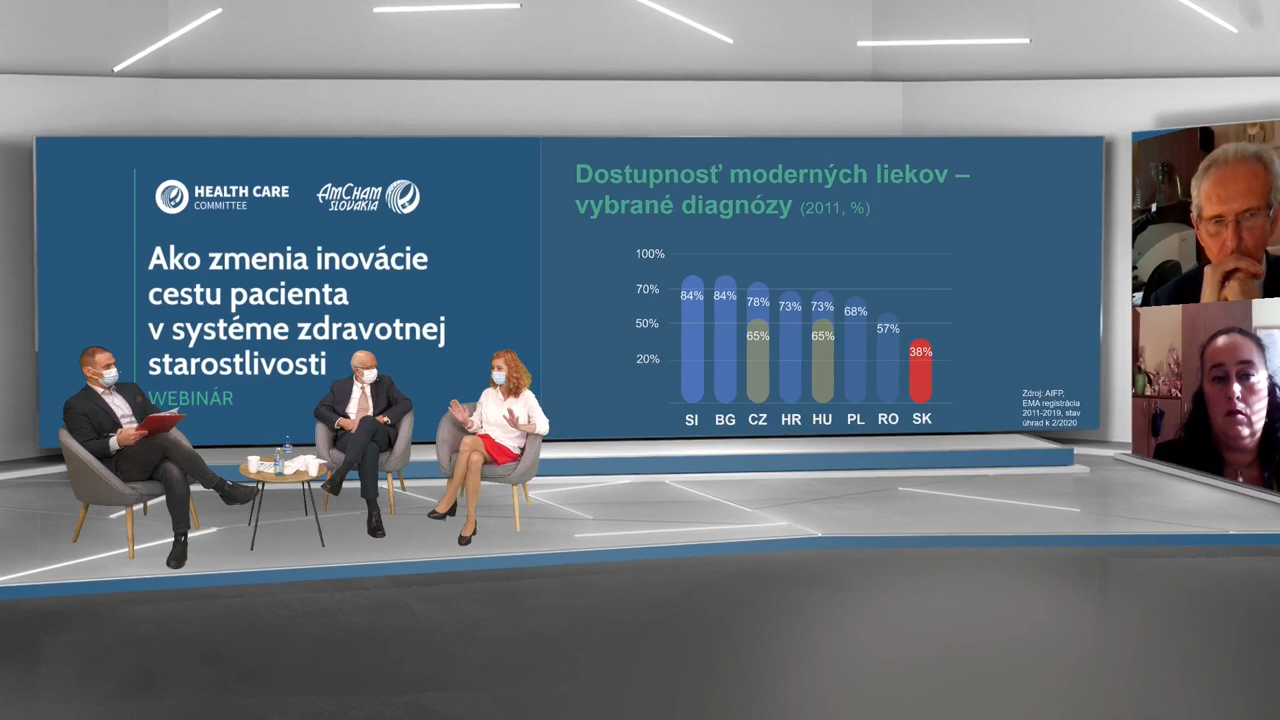 HEALTH CARE
COMMITTEE
AMCHAM
SLOVAKIA
Ako zmenia inovácie
cestu pacienta
v systéme zdravotnej
starostlivosti
WEBINÁR
Dostupnosť moderných liekov –
vybrané diagnózy (2011, %)
100%
70%
50%
20%
84%
84%
78%
65%
73%
73%
65%
68%
57%
38%
SI
BG
CZ
HR
HU
PL
RO
SK
Zdroj: AIFP,
EMA registrácia
2011-2019, stav
úhrad k 2/2020